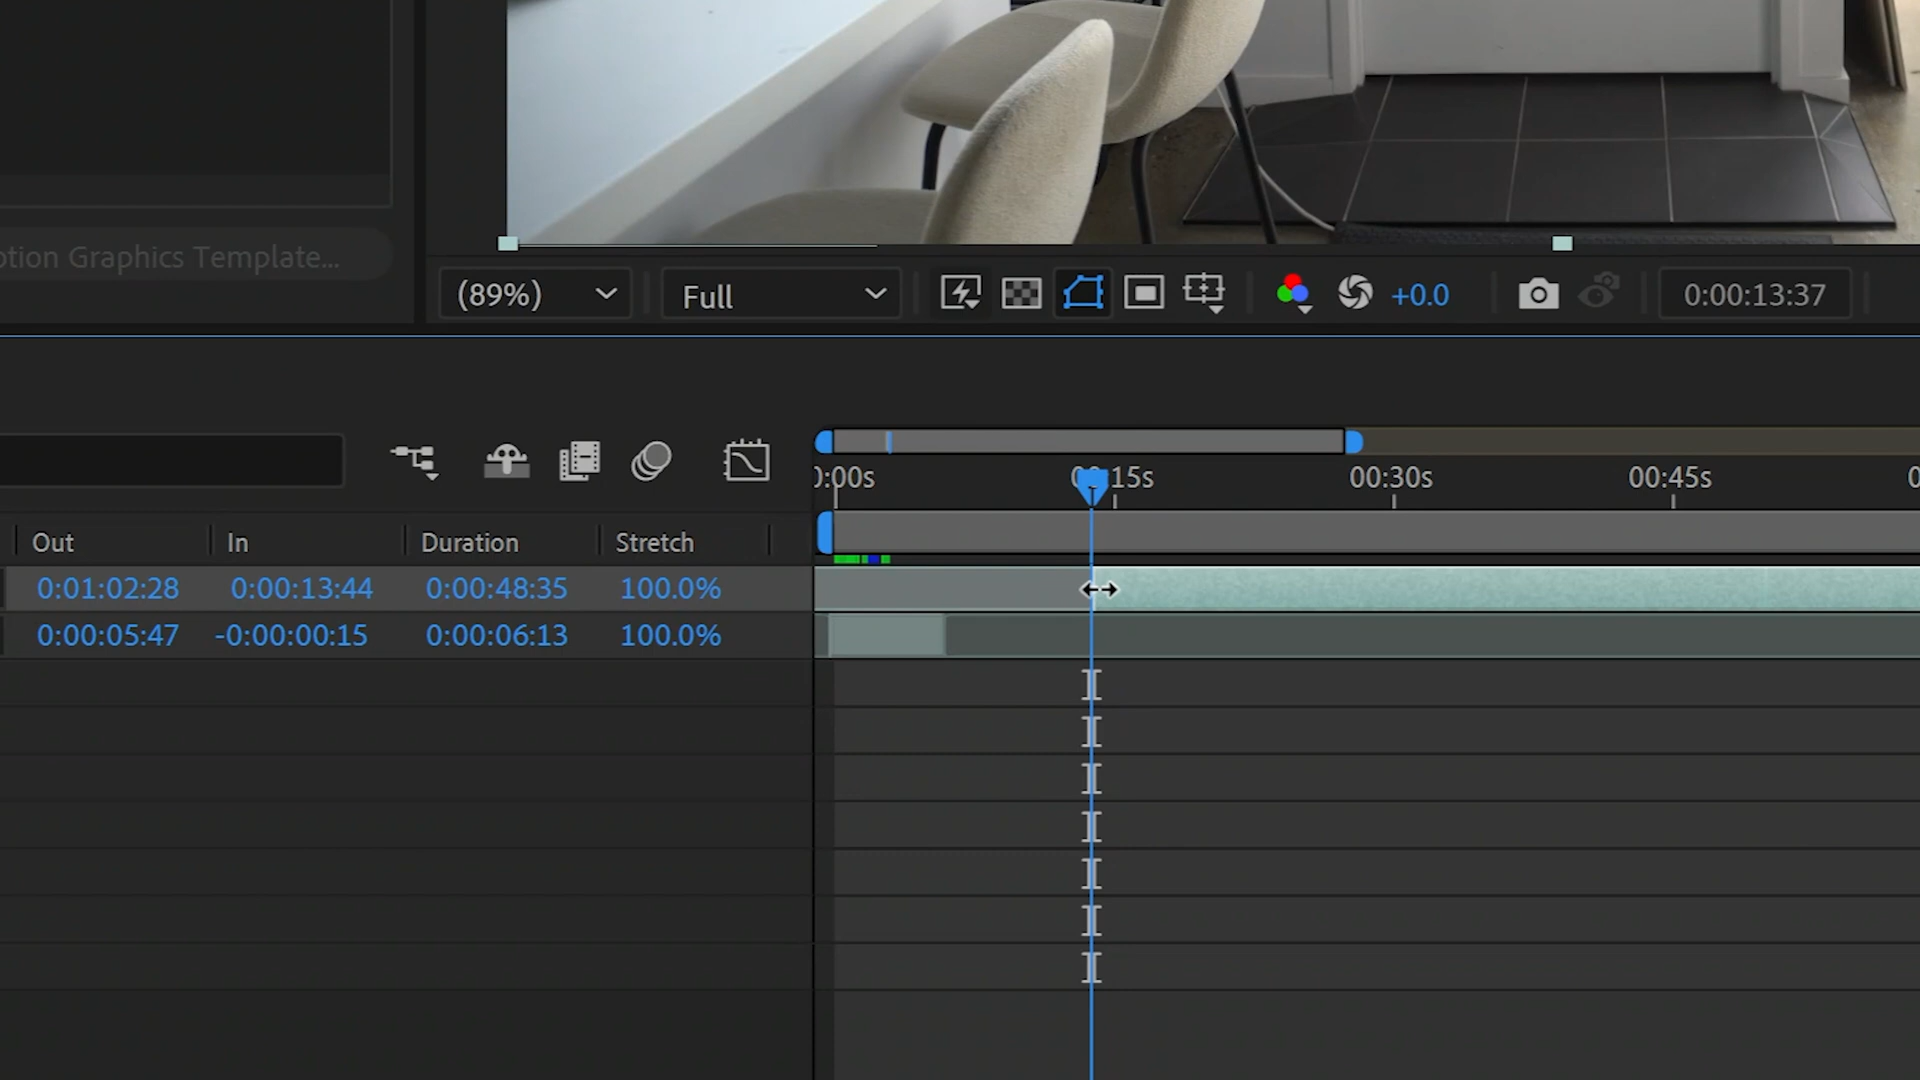 otion Graphics Template...
(89%) Full +0.0 0:00:13:37
0:00s 00:15s 00:30s 00:45s 0
Out In Duration Stretch
0:01:02:28 0:00:13:44 0:00:48:35 100.0%
0:00:05:47 -0:00:00:15 0:00:06:13 100.0%